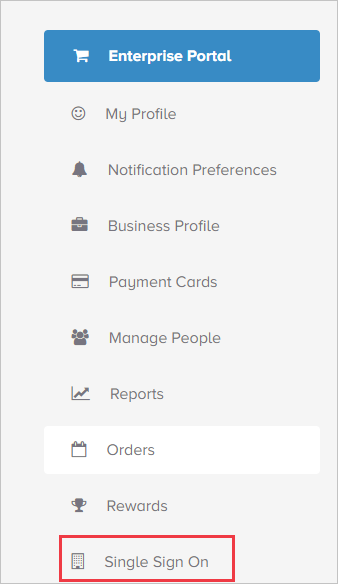 Enterprise Portal
My Profile
Notification Preferences
Business Profile
Payment Cards
Manage People
Reports
Orders
Rewards
Single Sign On